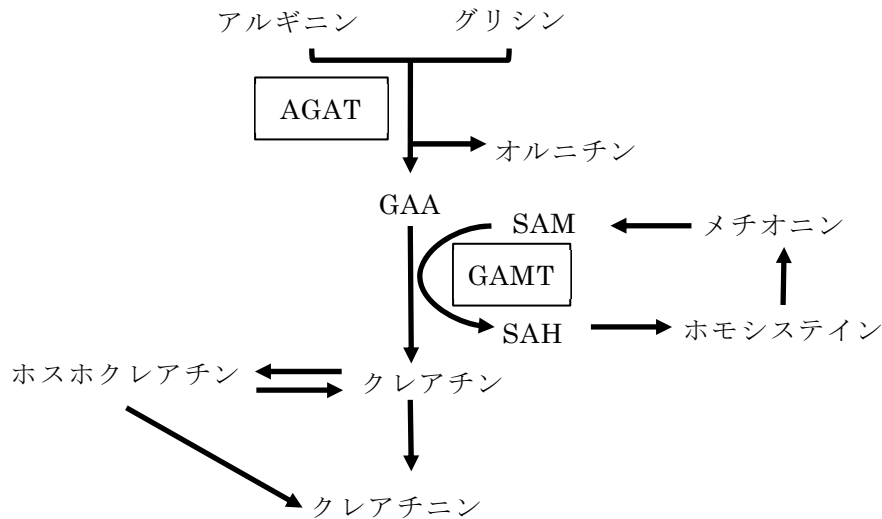 アルギニン
グリシン
AGAT
オルニチン
GAA
SAM
メチオニン
GAMT
SAH
ホモシステイン
ホスホクレアチン
クレアチン
クレアチニン